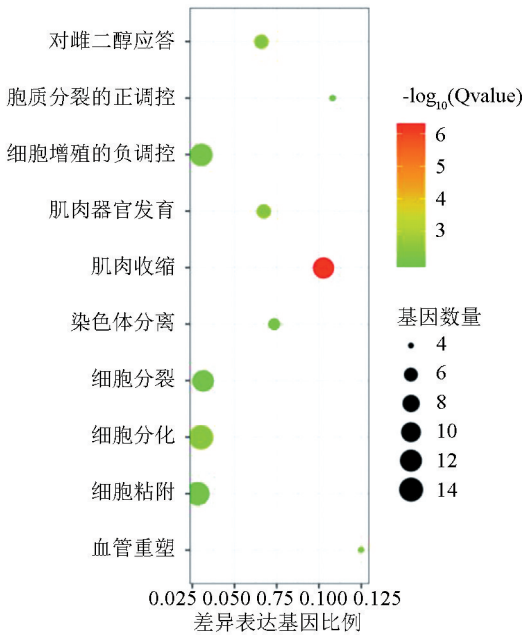 对雌二醇应答
胞质分裂的正调控
细胞增殖的负调控
肌肉器官发育
肌肉收缩
染色体分离
细胞分裂
细胞分化
细胞粘附
血管重塑
0.025 0.050 0.75 0.100 0.125
差异表达基因比例
-log10(Qvalue)
6
5
4
3
基因数量
4
6
8
10
12
14